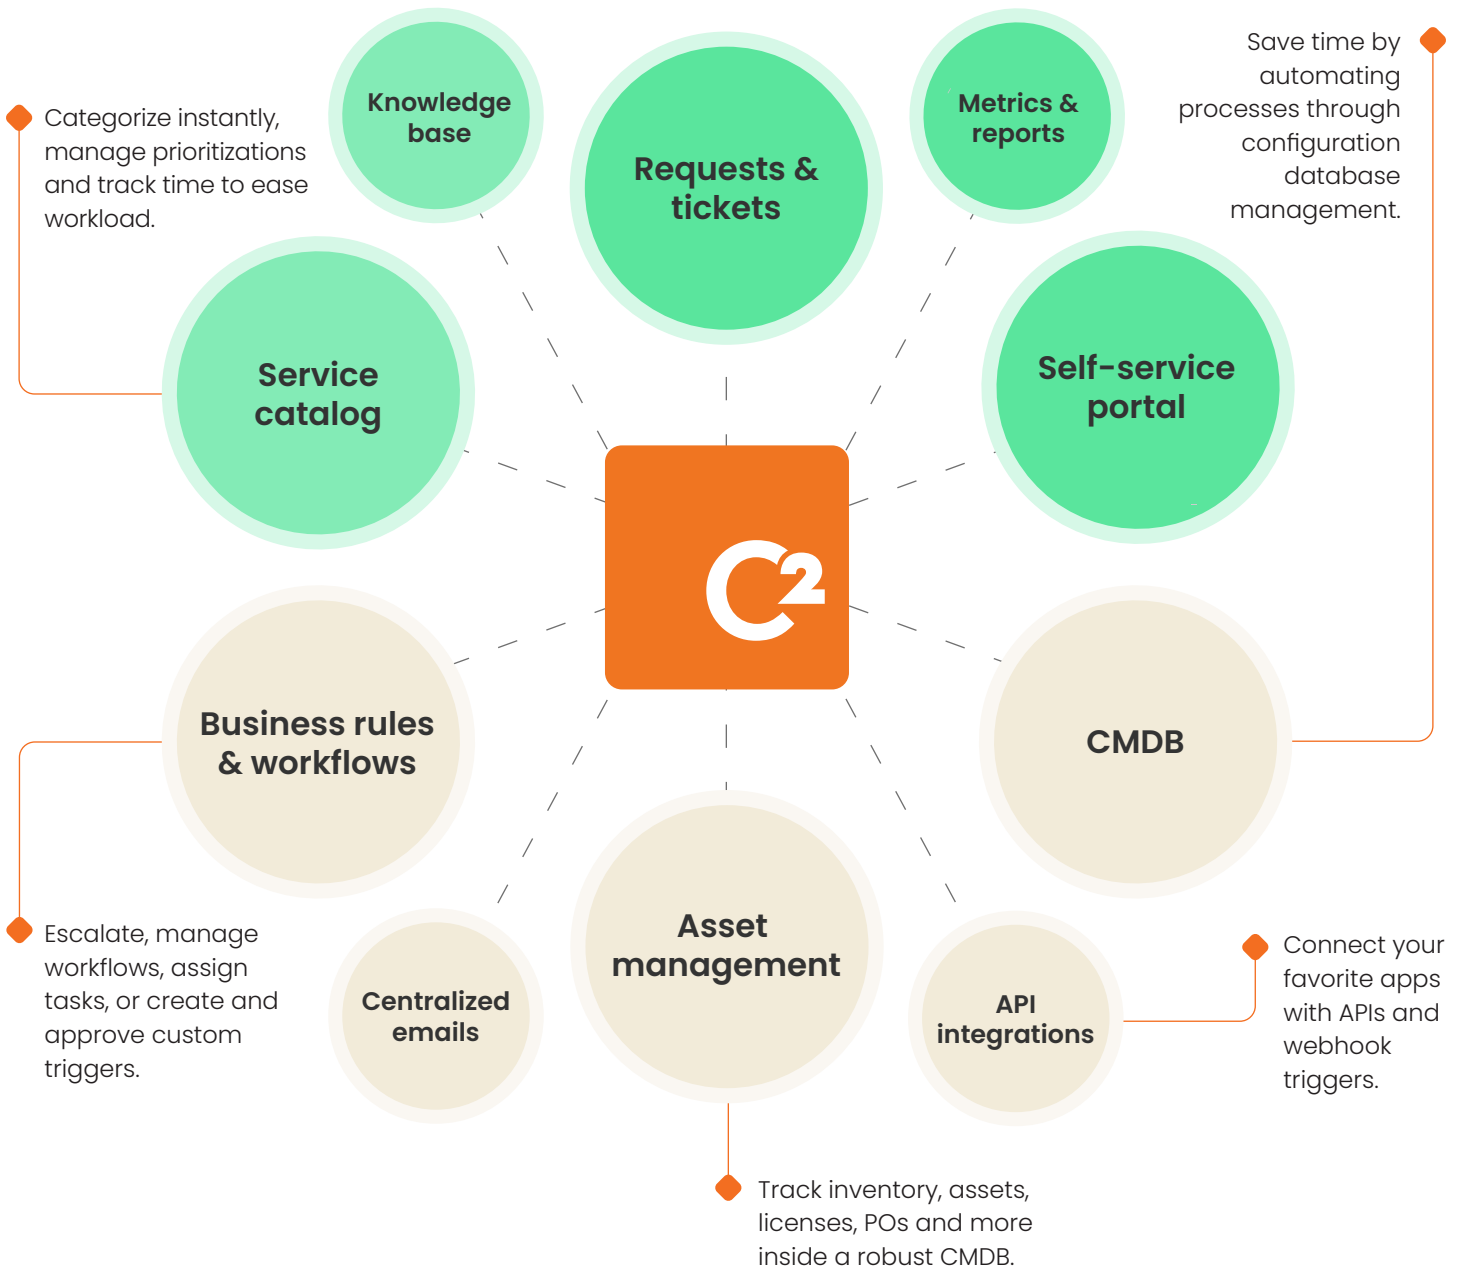 Knowledge
base
Requests &
tickets
Metrics &
reports
Save time by
automating
processes through
configuration
database
management.
Categorize instantly,
manage prioritizations
and track time to ease
workload.
Service
catalog
Self-service
portal
C2
Business rules
& workflows
CMDB
Asset
management
Escalate, manage
workflows, assign
tasks, or create and
approve custom
triggers.
Centralized
emails
API
integrations
Connect your
favorite apps
with APIs and
webhook
triggers.
Track inventory, assets,
licenses, POs and more
inside a robust CMDB.